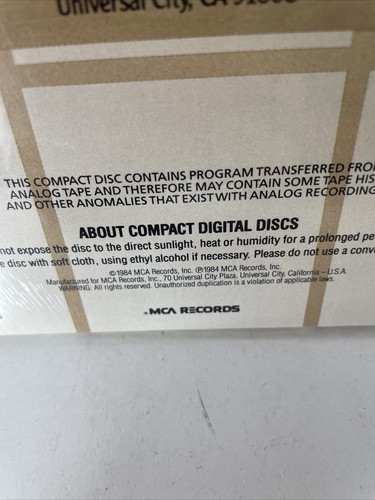 Universal City, CA
THIS COMPACT DISC CONTAINS PROGRAM TRANSFERRED FRO
ANALOG TAPE AND THEREFORE MAY CONTAIN SOME TAPE HIS
AND OTHER ANOMALIES THAT EXIST WITH ANALOG RECORDING
ABOUT COMPACT DIGITAL DISCS
not expose the disc to the direct sunlight, heat or humidity for a prolonged pe
e disc with soft cloth, using ethyl alcohol if necessary. Please do not use a conv
©1984 MCA Records, Inc. ℗1984 MCA Records, Inc.
Manufactured for MCA Records, Inc., 70 Universal City Plaza, Universal City, California – U.S.A.
WARNING: All rights reserved. Unauthorized duplication is a violation of applicable laws.
MCA RECORDS